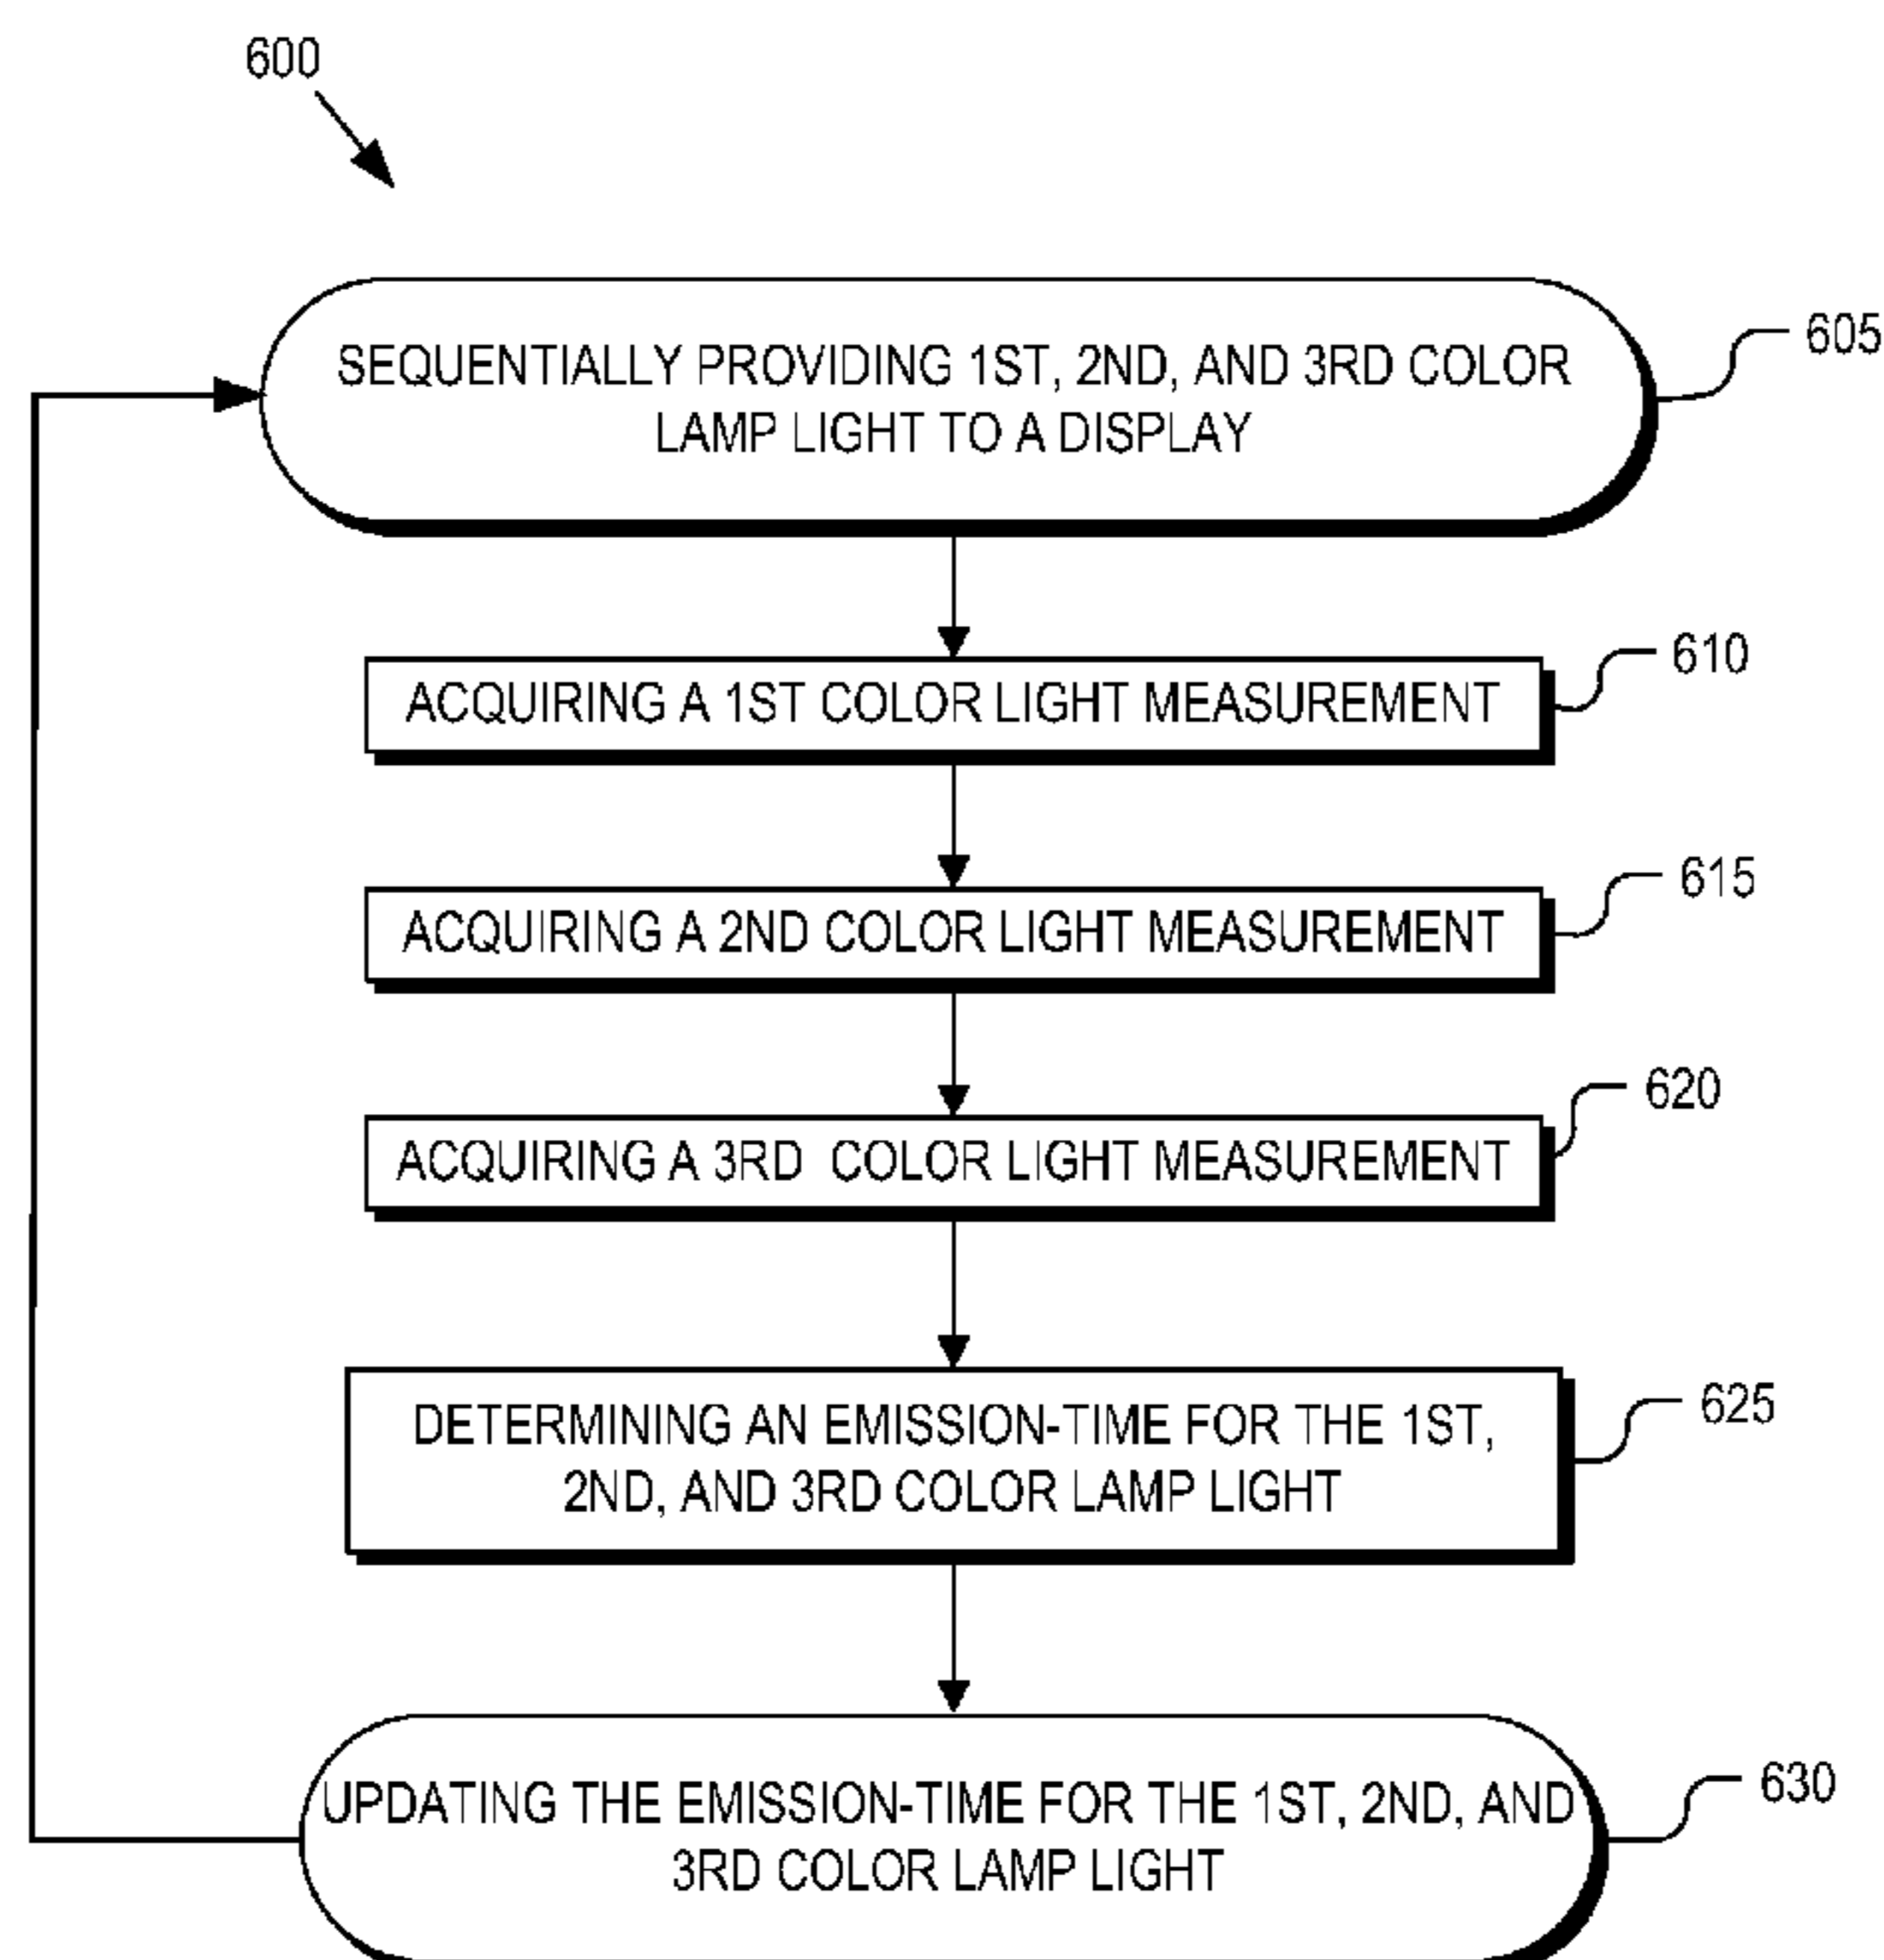 600
SEQUENTIALLY PROVIDING 1ST, 2ND, AND 3RD COLOR
LAMP LIGHT TO A DISPLAY
605
ACQUIRING A 1ST COLOR LIGHT MEASUREMENT
610
ACQUIRING A 2ND COLOR LIGHT MEASUREMENT
615
ACQUIRING A 3RD COLOR LIGHT MEASUREMENT
620
DETERMINING AN EMISSION-TIME FOR THE 1ST,
2ND, AND 3RD COLOR LAMP LIGHT
625
UPDATING THE EMISSION-TIME FOR THE 1ST, 2ND, AND
3RD COLOR LAMP LIGHT
630